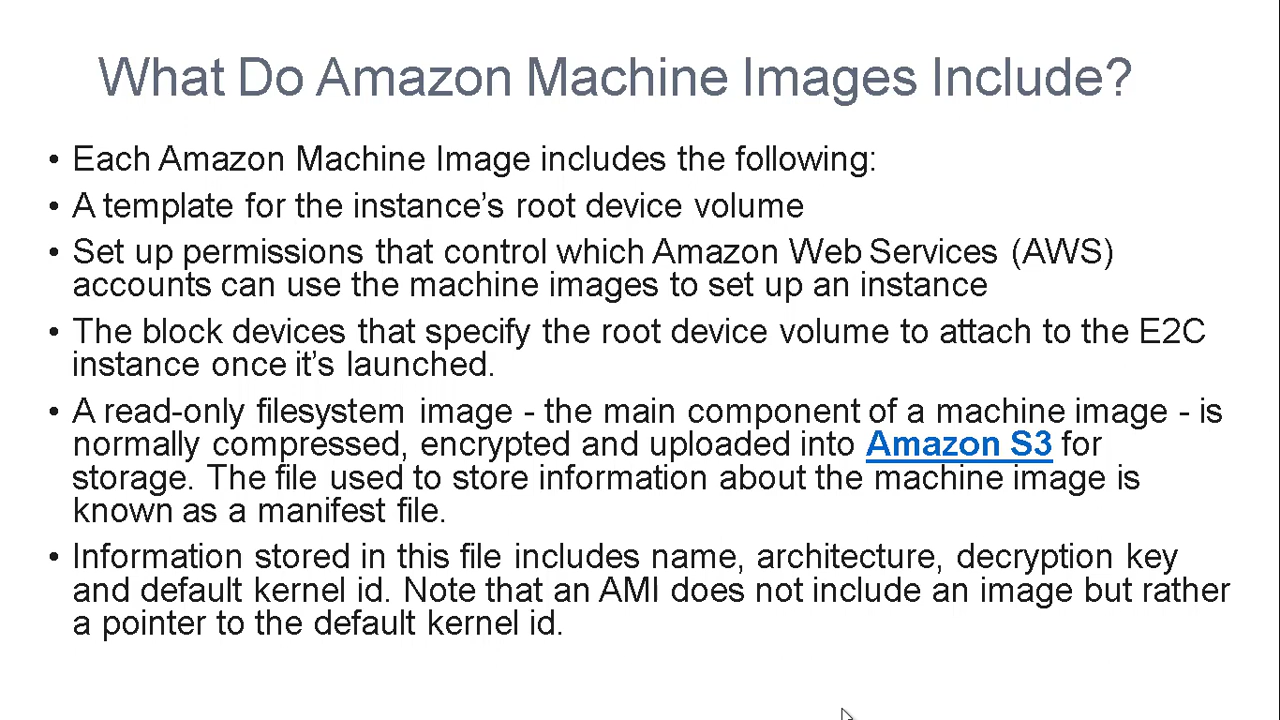 What Do Amazon Machine Images Include?
• Each Amazon Machine Image includes the following:
• A template for the instance’s root device volume
• Set up permissions that control which Amazon Web Services (AWS)
accounts can use the machine images to set up an instance
• The block devices that specify the root device volume to attach to the E2C
instance once it’s launched.
• A read-only filesystem image - the main component of a machine image - is
normally compressed, encrypted and uploaded into Amazon S3 for
storage. The file used to store information about the machine image is
known as a manifest file.
• Information stored in this file includes name, architecture, decryption key
and default kernel id. Note that an AMI does not include an image but rather
a pointer to the default kernel id.